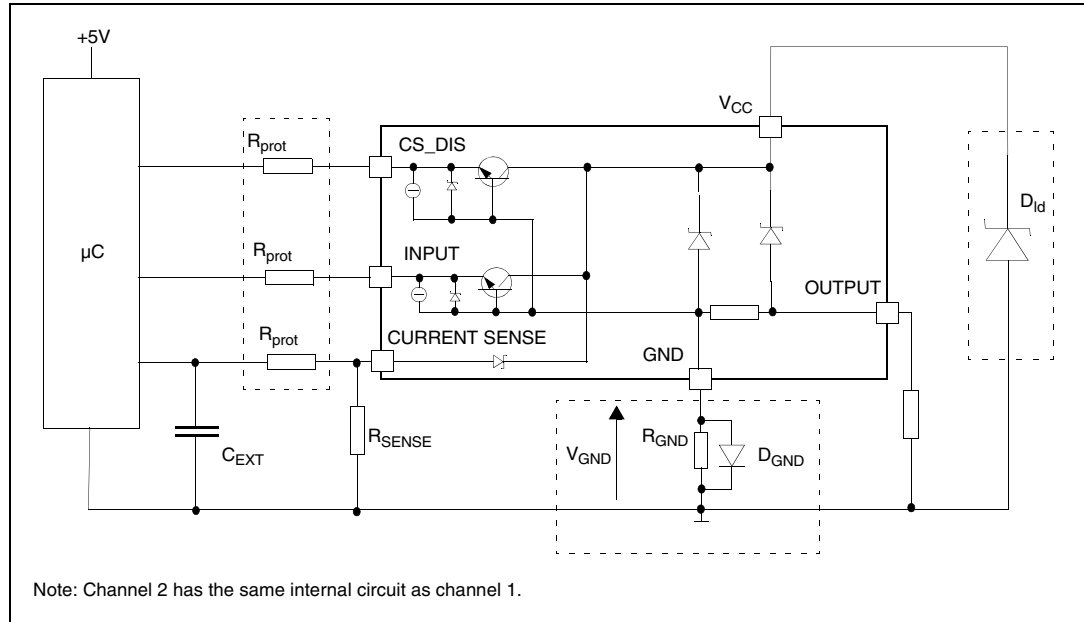 +5V
V_CC
R_prot
CS_DIS
D_ld
µC
R_prot
INPUT
OUTPUT
R_prot
CURRENT SENSE
GND
C_EXT
R_SENSE
V_GND
R_GND
D_GND
Note: Channel 2 has the same internal circuit as channel 1.